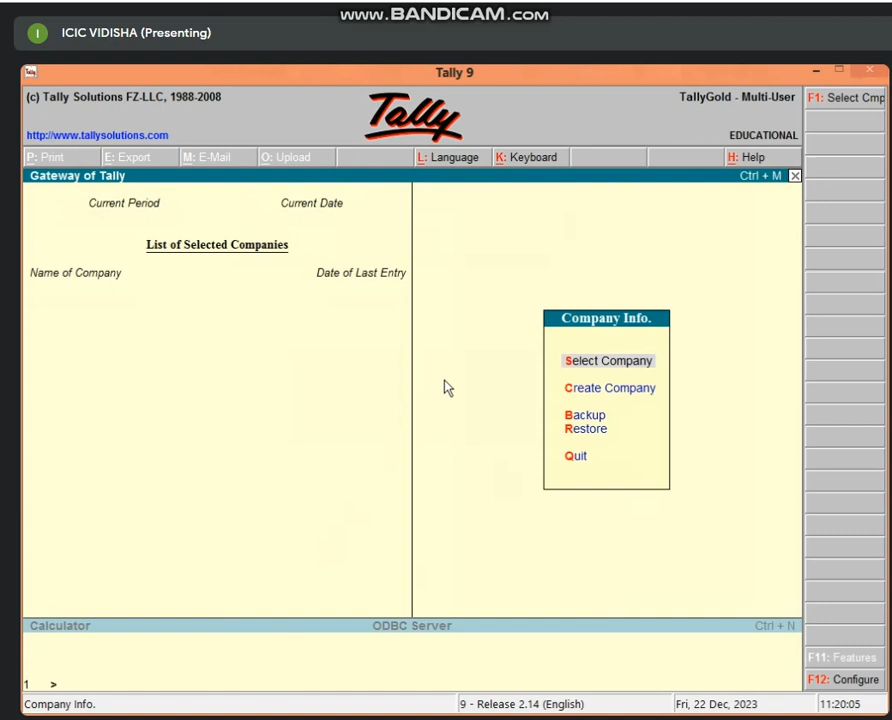 WWW.BANDICAM.COM
I ICIC VIDISHA (Presenting)
Tally 9
(c) Tally Solutions FZ-LLC, 1988-2008
Tally
TallyGold - Multi-User
F1: Select Cmp
http://www.tallysolutions.com
EDUCATIONAL
P: Print E: Export M: E-Mail O: Upload L: Language K: Keyboard H: Help
Gateway of Tally Ctrl + M
Current Period Current Date
List of Selected Companies
Name of Company Date of Last Entry
Company Info.
Select Company
Create Company
Backup
Restore
Quit
Calculator ODBC Server Ctrl + N
F11: Features
1 >
F12: Configure
Company Info. 9 - Release 2.14 (English) Fri, 22 Dec, 2023 11:20:05